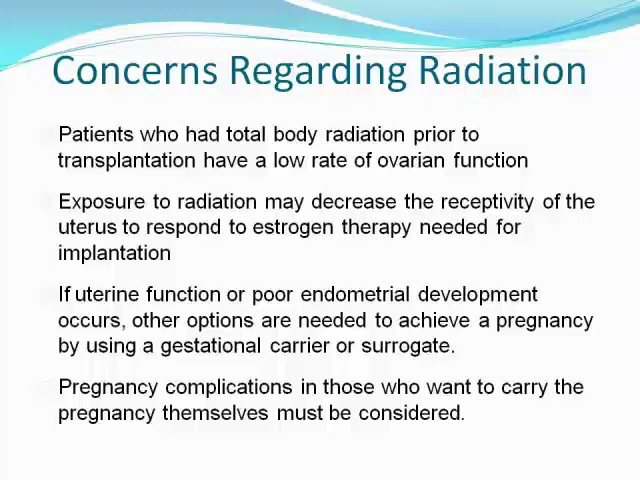 Concerns Regarding Radiation
Patients who had total body radiation prior to
transplantation have a low rate of ovarian function
Exposure to radiation may decrease the receptivity of the
uterus to respond to estrogen therapy needed for
implantation
If uterine function or poor endometrial development
occurs, other options are needed to achieve a pregnancy
by using a gestational carrier or surrogate.
Pregnancy complications in those who want to carry the
pregnancy themselves must be considered.